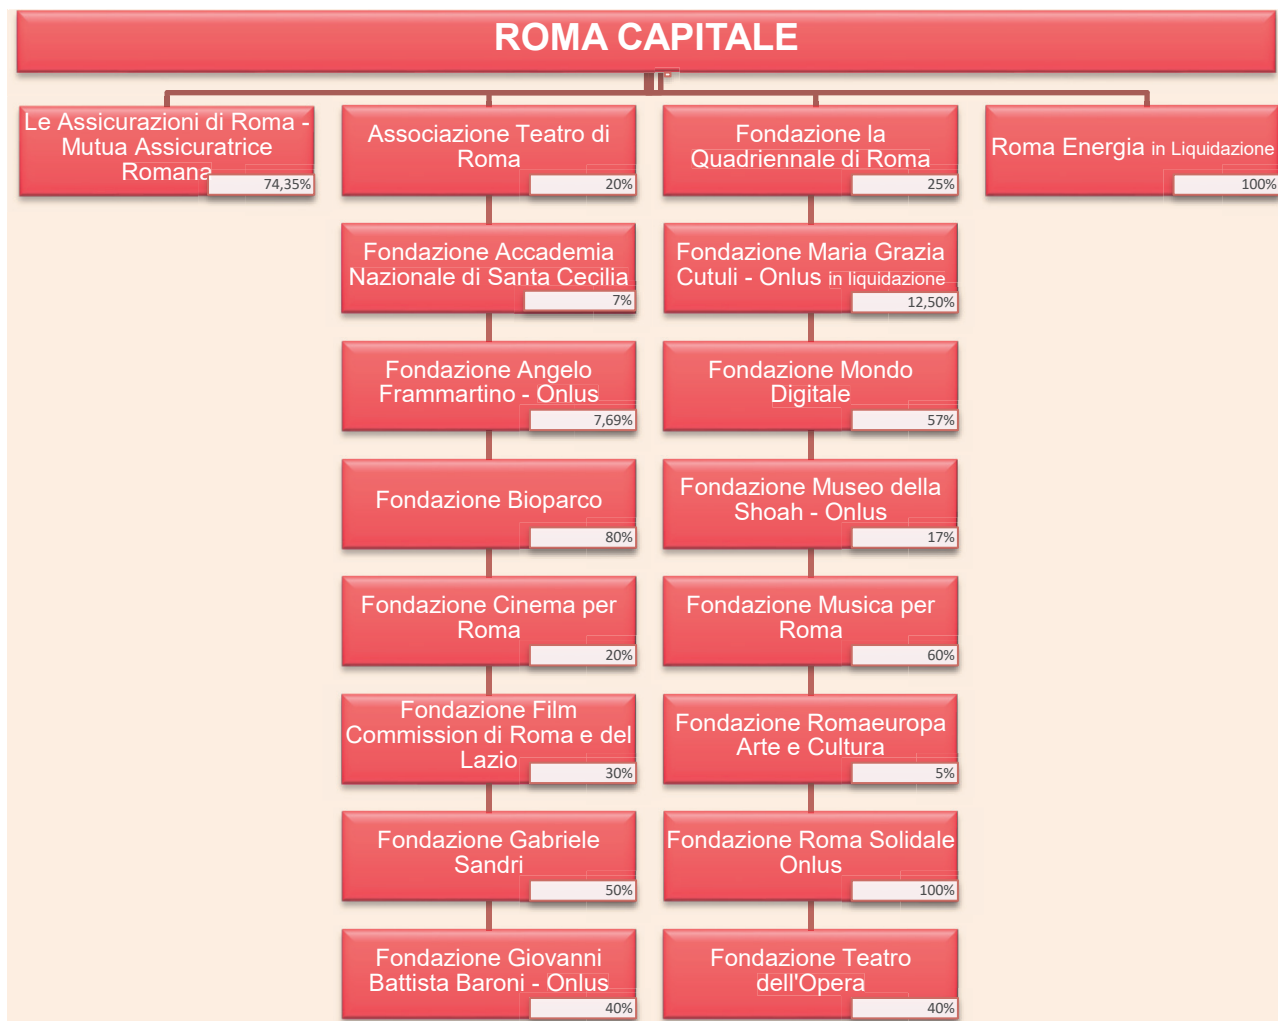 ROMA CAPITALE
Le Assicurazioni di Roma -
Mutua Assicuratrice
Romana
74,35%
Associazione Teatro di
Roma
20%
Fondazione la
Quadriennale di Roma
25%
Roma Energia in Liquidazione
100%
Fondazione Accademia
Nazionale di Santa Cecilia
7%
Fondazione Maria Grazia
Cutuli - Onlus in liquidazione
12,50%
Fondazione Angelo
Frammartino - Onlus
7,69%
Fondazione Mondo
Digitale
57%
Fondazione Bioparco
80%
Fondazione Museo della
Shoah - Onlus
17%
Fondazione Cinema per
Roma
20%
Fondazione Musica per
Roma
60%
Fondazione Film
Commission di Roma e del
Lazio
30%
Fondazione Romaeuropa
Arte e Cultura
5%
Fondazione Gabriele
Sandri
50%
Fondazione Roma Solidale
Onlus
100%
Fondazione Giovanni
Battista Baroni - Onlus
40%
Fondazione Teatro
dell'Opera
40%